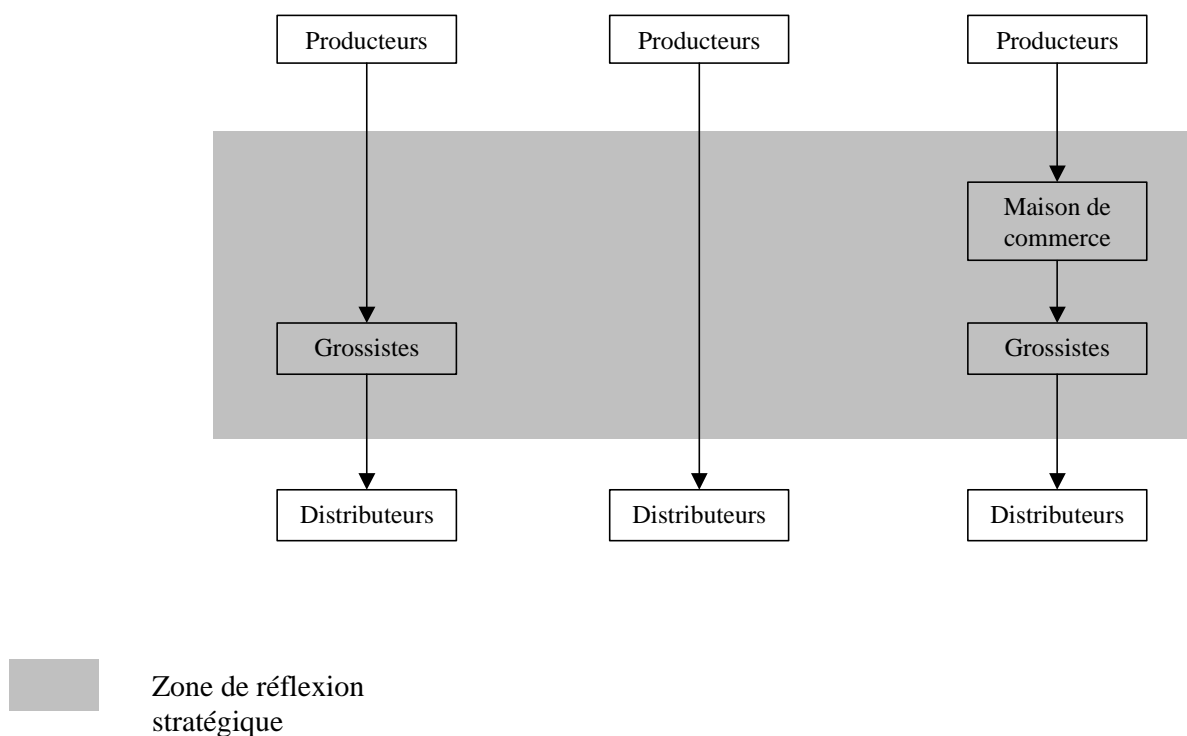 Producteurs
Producteurs
Producteurs
Maison de
commerce
Grossistes
Grossistes
Distributeurs
Distributeurs
Distributeurs
Zone de réflexion
stratégique